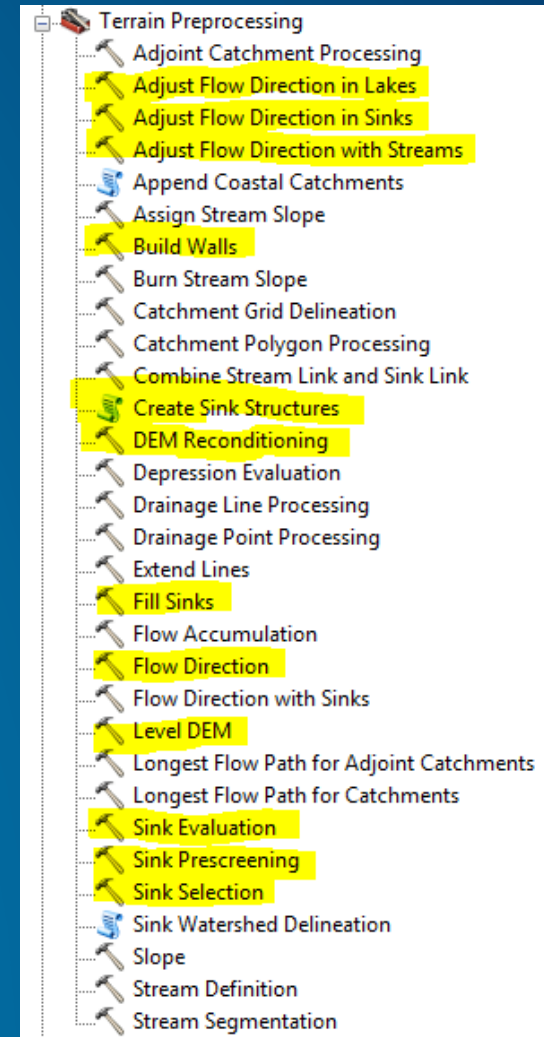 Terrain Preprocessing
Adjoint Catchment Processing
Adjust Flow Direction in Lakes
Adjust Flow Direction in Sinks
Adjust Flow Direction with Streams
Append Coastal Catchments
Assign Stream Slope
Build Walls
Burn Stream Slope
Catchment Grid Delineation
Catchment Polygon Processing
Combine Stream Link and Sink Link
Create Sink Structures
DEM Reconditioning
Depression Evaluation
Drainage Line Processing
Drainage Point Processing
Extend Lines
Fill Sinks
Flow Accumulation
Flow Direction
Flow Direction with Sinks
Level DEM
Longest Flow Path for Adjoint Catchments
Longest Flow Path for Catchments
Sink Evaluation
Sink Prescreening
Sink Selection
Sink Watershed Delineation
Slope
Stream Definition
Stream Segmentation